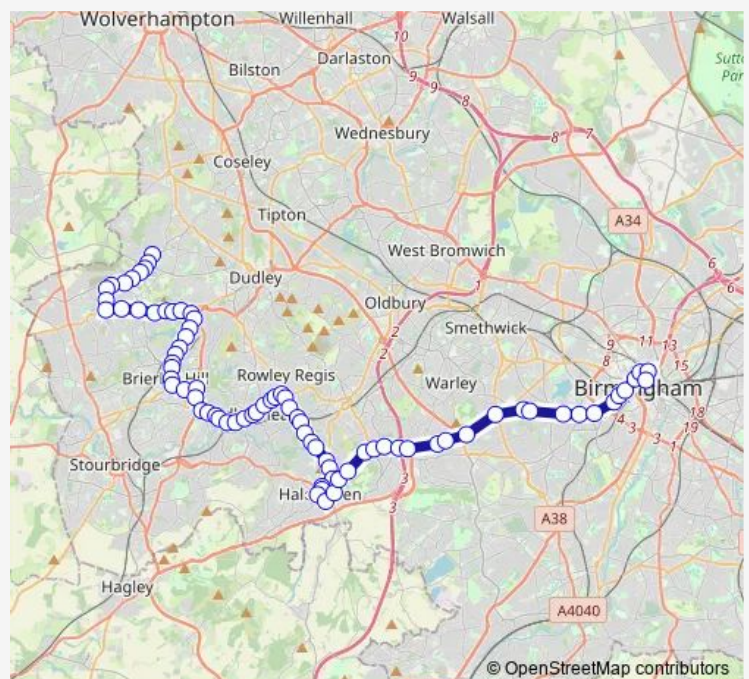 Wolverhampton
Willenhall
Walsall
10
Darlaston
Bilston
9
9
8
Wednesbury
8
7
Coseley
Tipton
A34
West Bromwich
6
6
Dudley
1
Oldbury
Smethwick
2
2
11
13
9
8
15
Rowley Regis
Warley
Birmingham
18
4
3
3
1
19
Stourbridge
3
3
A38
Hagley
A4040
© OpenStreetMap contributors